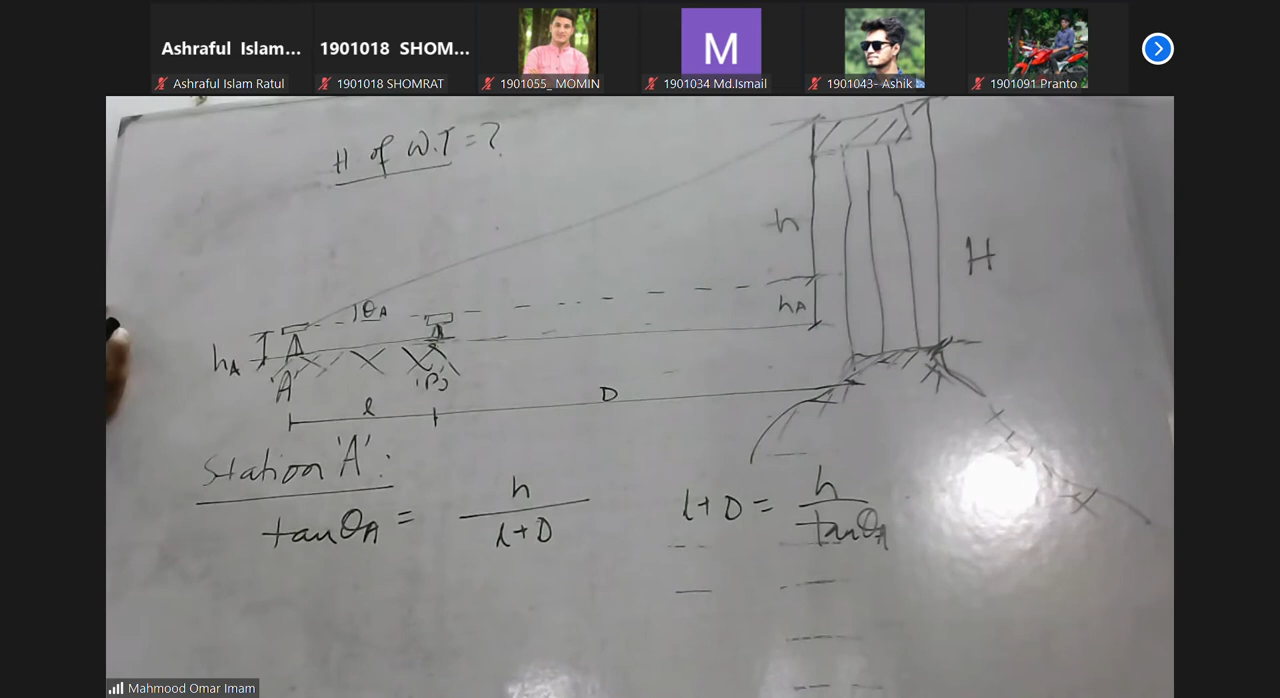 Ashraful Islam...
1901018 SHOM...
M
Ashraful Islam Ratul
1901018 SHOMRAT
1901055_ MOMIN
1901034 Md.Ismail
1901043- Ashik
1901091 Pranto
H of W.T = ?
h
H
θA
hA
hA
'A'
'B'
l
D
Station 'A':
tanθA = h / l+D
l+D = h / tanθA
Mahmood Omar Imam